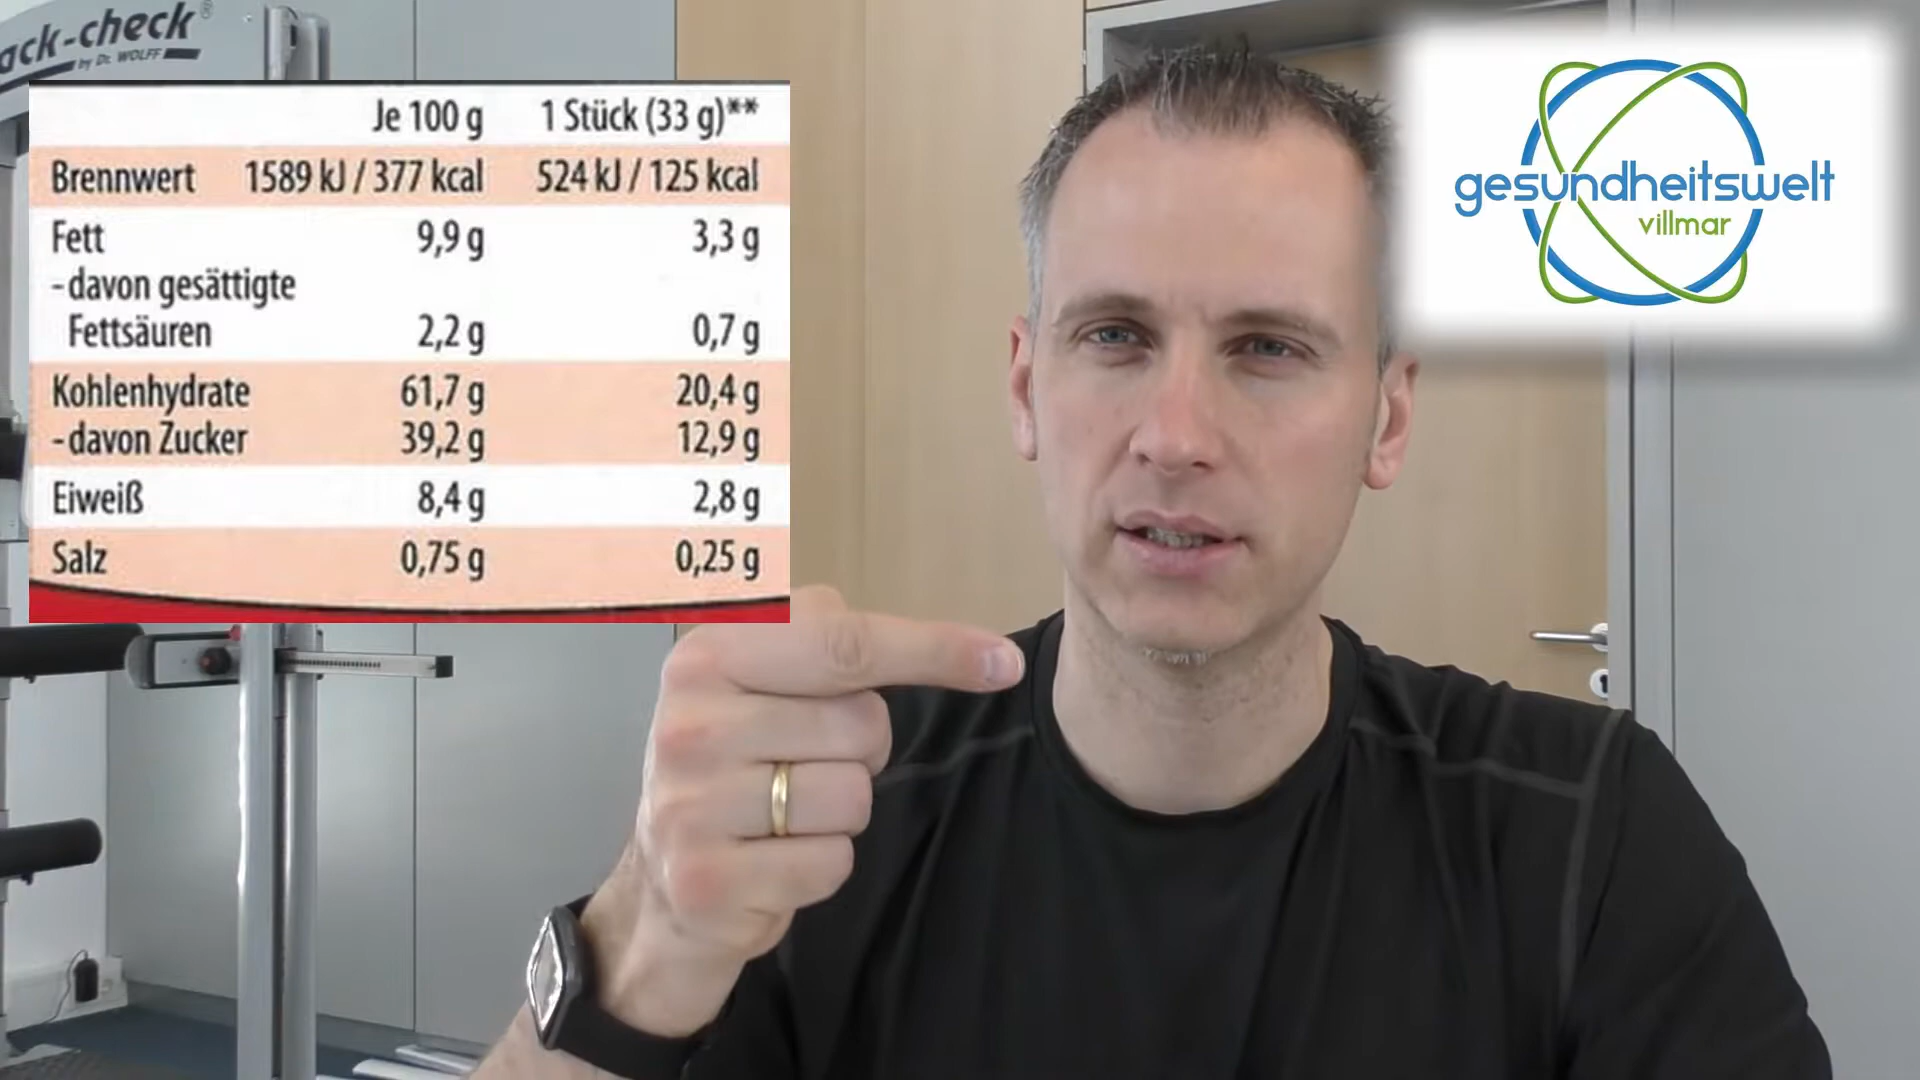 ack-check®
by Dr. WOLFF
Je 100 g 1 Stück (33 g)**
Brennwert 1589 kJ / 377 kcal 524 kJ / 125 kcal
Fett 9,9 g 3,3 g
- davon gesättigte
Fettsäuren 2,2 g 0,7 g
Kohlenhydrate 61,7 g 20,4 g
- davon Zucker 39,2 g 12,9 g
Eiweiß 8,4 g 2,8 g
Salz 0,75 g 0,25 g
gesundheitswelt
villmar